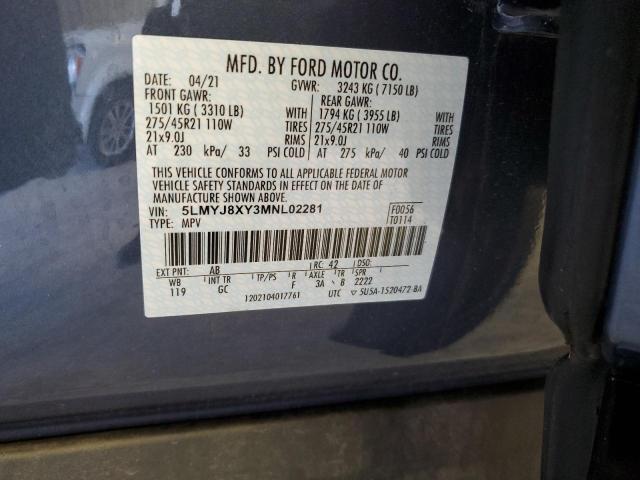 MFD. BY FORD MOTOR CO.
DATE: 04/21 GVWR: 3243 KG ( 7150 LB)
FRONT GAWR: REAR GAWR:
1501 KG ( 3310 LB) WITH 1794 KG ( 3955 LB) WITH
275/45R21 110W TIRES 275/45R21 110W TIRES
21x9.0J RIMS 21x9.0J RIMS
AT 230 kPa/ 33 PSI COLD AT 275 kPa/ 40 PSI COLD
THIS VEHICLE CONFORMS TO ALL APPLICABLE FEDERAL MOTOR
VEHICLE SAFETY STANDARDS IN EFFECT ON THE DATE OF
MANUFACTURE SHOWN ABOVE.
VIN: 5LMYJ8XY3MNL02281 F0056
TYPE: MPV T0114
EXT PNT: AB RC: 42 DSO:
WB INT TR TP/PS R AXLE TR SPR
119 GC F 3A B 2222
1202104017761 UTC ▽5U5A-1520472-BA